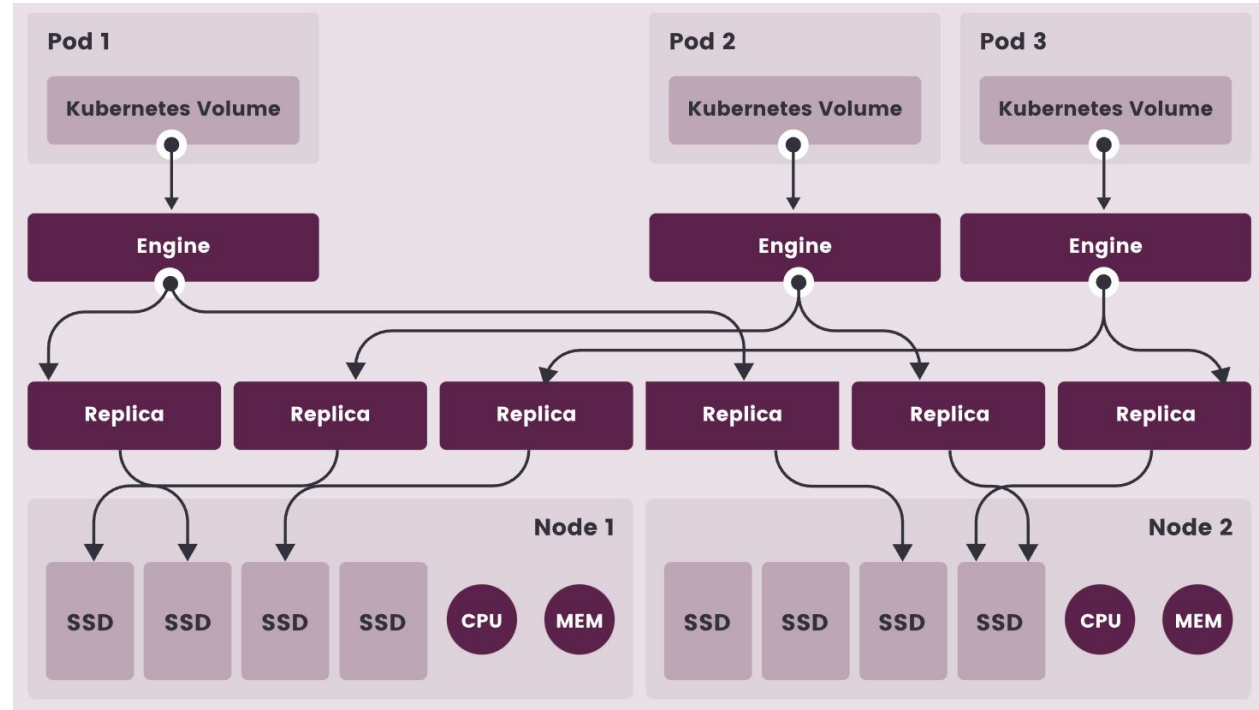 Pod 1
Kubernetes Volume
Pod 2
Kubernetes Volume
Pod 3
Kubernetes Volume
Engine
Engine
Engine
Replica
Replica
Replica
Replica
Replica
Replica
Node 1
SSD
SSD
SSD
SSD
CPU
MEM
Node 2
SSD
SSD
SSD
SSD
CPU
MEM